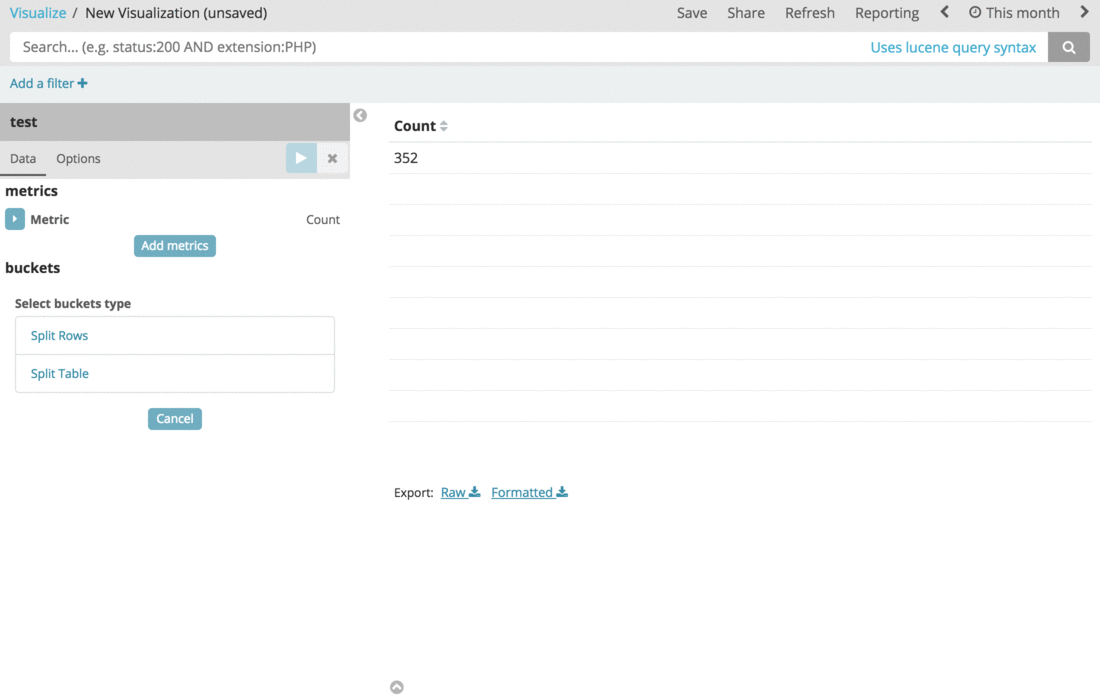 Visualize / New Visualization (unsaved) Save Share Refresh Reporting This month
Search... (e.g. status:200 AND extension:PHP) Uses lucene query syntax
Add a filter +
test
Data Options
metrics
Metric Count
Add metrics
buckets
Select buckets type
Split Rows
Split Table
Cancel
Count
352
Export: Raw Formatted